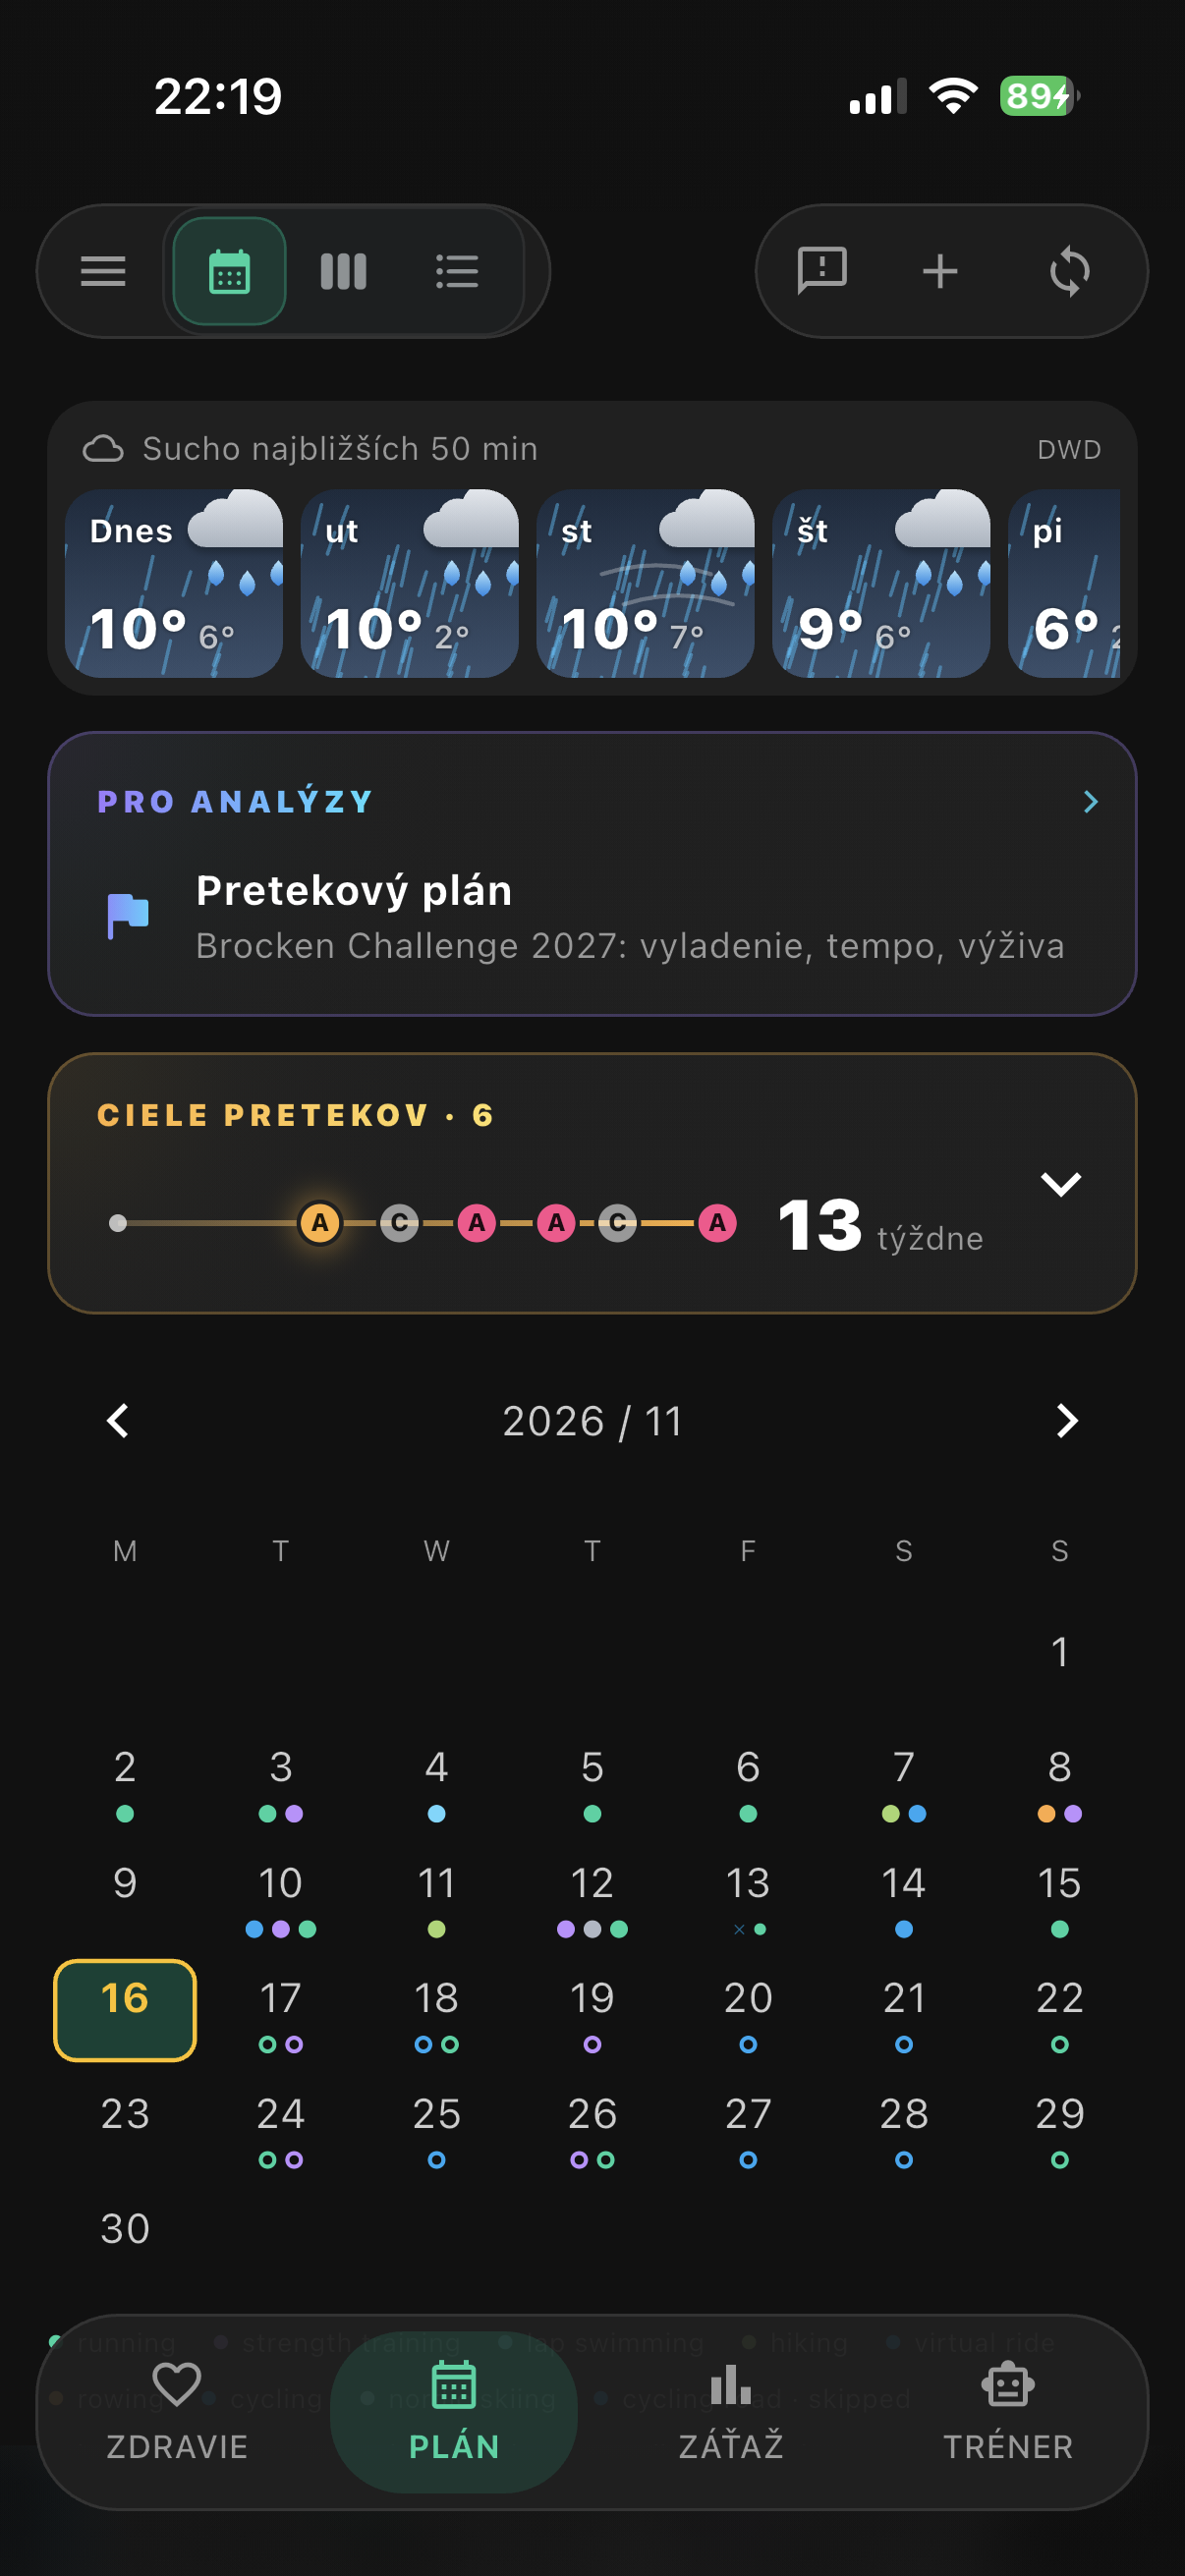 22:19
89
Sucho najbližších 50 min
DWD
Dnes
10° 6°
ut
10° 2°
st
10° 7°
št
9° 6°
pi
6°
PRO ANALÝZY
Pretekový plán
Brocken Challenge 2027: vyladenie, tempo, výživa
CIELE PRETEKOV · 6
A C A A C A
13 týždne
2026 / 11
M T W T F S S
1
2 3 4 5 6 7 8
9 10 11 12 13 14 15
16 17 18 19 20 21 22
23 24 25 26 27 28 29
30
running strength training lap swimming hiking virtual ride
rowing cycling skiing cycling · skipped
ZDRAVIE PLÁN ZÁŤAŽ TRÉNER